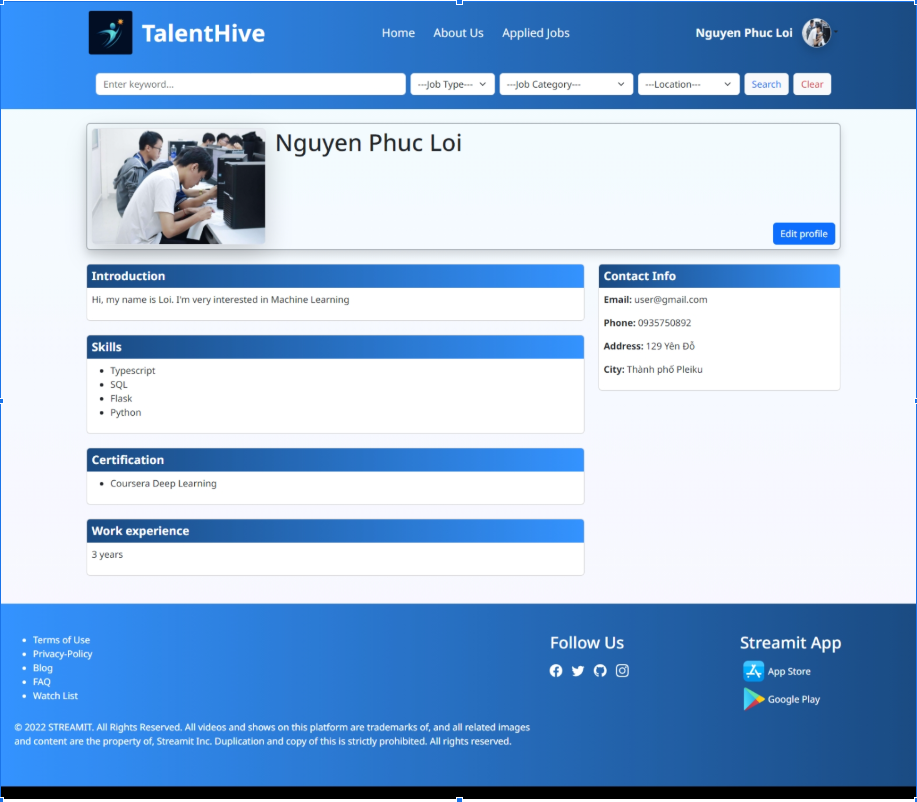 TalentHive
Home About Us Applied Jobs
Nguyen Phuc Loi
Enter keyword...
---Job Type---
---Job Category---
---Location---
Search
Clear
Nguyen Phuc Loi
Edit profile
Introduction
Hi, my name is Loi. I'm very interested in Machine Learning
Skills
Typescript
SQL
Flask
Python
Certification
Coursera Deep Learning
Work experience
3 years
Contact Info
Email: user@gmail.com
Phone: 0935750892
Address: 129 Yên Đỗ
City: Thành phố Pleiku
Terms of Use
Privacy-Policy
Blog
FAQ
Watch List
© 2022 STREAMIT. All Rights Reserved. All videos and shows on this platform are trademarks of, and all related images
and content are the property of, Streamit Inc. Duplication and copy of this is strictly prohibited. All rights reserved.
Follow Us
Streamit App
App Store
Google Play